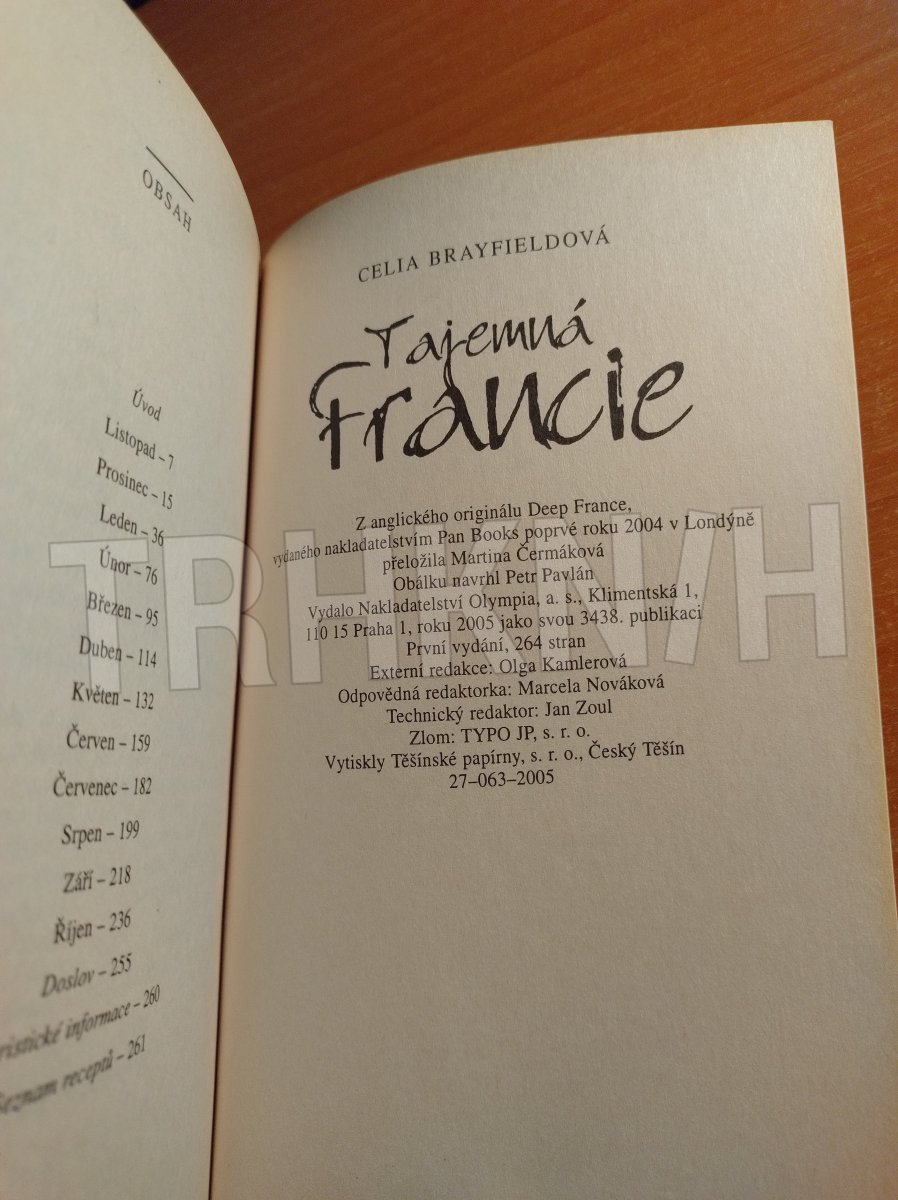 OBSAH
Úvod
Listopad – 7
Prosinec – 15
Leden – 36
Únor – 76
Březen – 95
Duben – 114
Květen – 132
Červen – 159
Červenec – 182
Srpen – 199
Září – 218
Říjen – 236
Doslov – 255
informace – 260
Seznam receptů – 261
CELIA BRAYFIELDOVÁ
Tajemná
Francie
Z anglického originálu Deep France,
vydaného nakladatelstvím Pan Books poprvé roku 2004 v Londýně
přeložila Martina Čermáková
Obálku navrhl Petr Pavlán
Vydalo Nakladatelství Olympia, a. s., Klimentská 1,
110 15 Praha 1, roku 2005 jako svou 3438. publikaci
První vydání, 264 stran
Externí redakce: Olga Kamlerová
Odpovědná redaktorka: Marcela Nováková
Technický redaktor: Jan Zoul
Zlom: TYPO JP, s. r. o.
Vytiskly Těšínské papírny, s. r. o., Český Těšín
27–063–2005
TRHKNIH